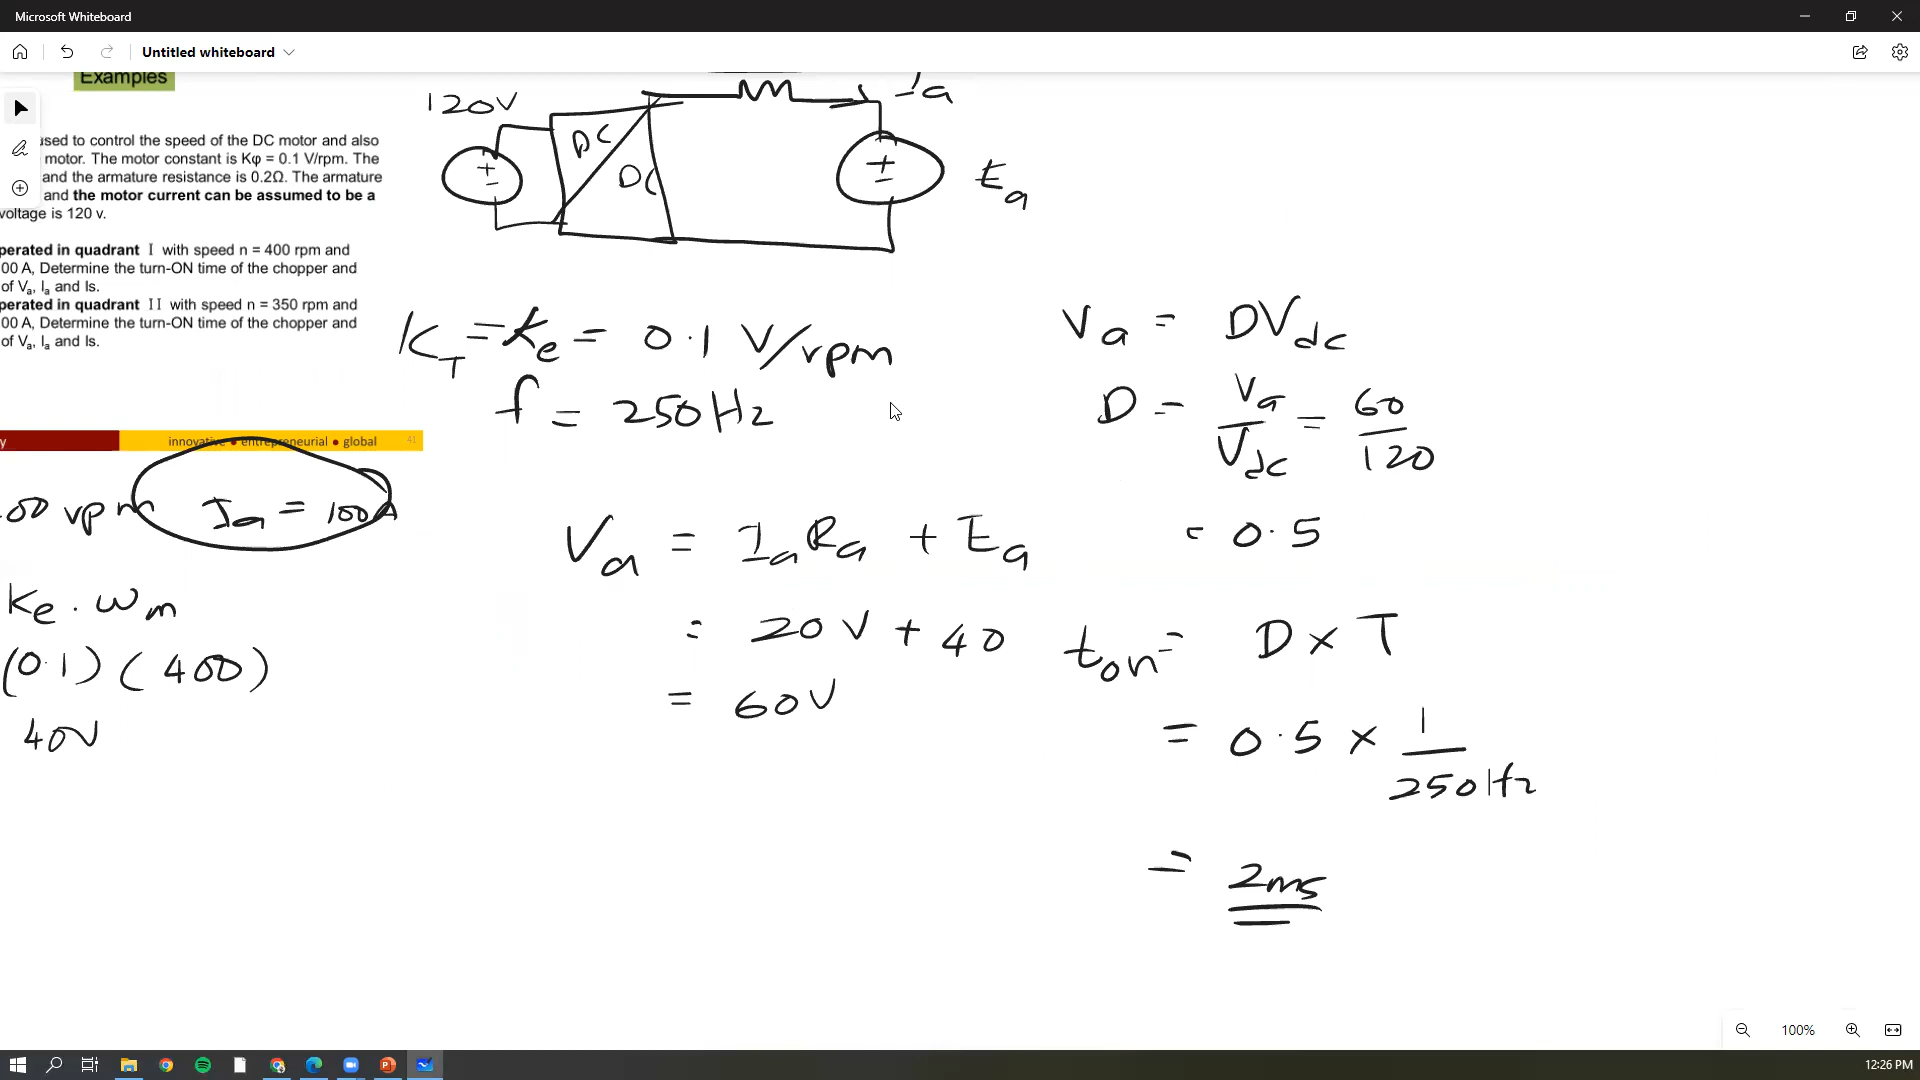 Microsoft Whiteboard
Untitled whiteboard
Examples
used to control the speed of the DC motor and also
motor. The motor constant is Kφ = 0.1 V/rpm. The
and the armature resistance is 0.2Ω. The armature
and the motor current can be assumed to be a
voltage is 120 v.
perated in quadrant I with speed n = 400 rpm and
00 A, Determine the turn-ON time of the chopper and
of Va, Ia and Is.
perated in quadrant II with speed n = 350 rpm and
00 A, Determine the turn-ON time of the chopper and
of Va, Ia and Is.
y innovative ● entrepreneurial ● global 41
120V
+ -
DC
DC
Ia
+ -
Ea
KT = Ke = 0.1 V/rpm
f = 250Hz
00 rpm Ia = 100A
Ke . ωm
(0.1) (400)
40V
Va = IaRa + Ea
= 20V + 40
= 60V
Va = DVdc
D = Va/Vdc = 60/120
= 0.5
ton = D x T
= 0.5 x 1/250Hz
= 2ms
100%
12:26 PM